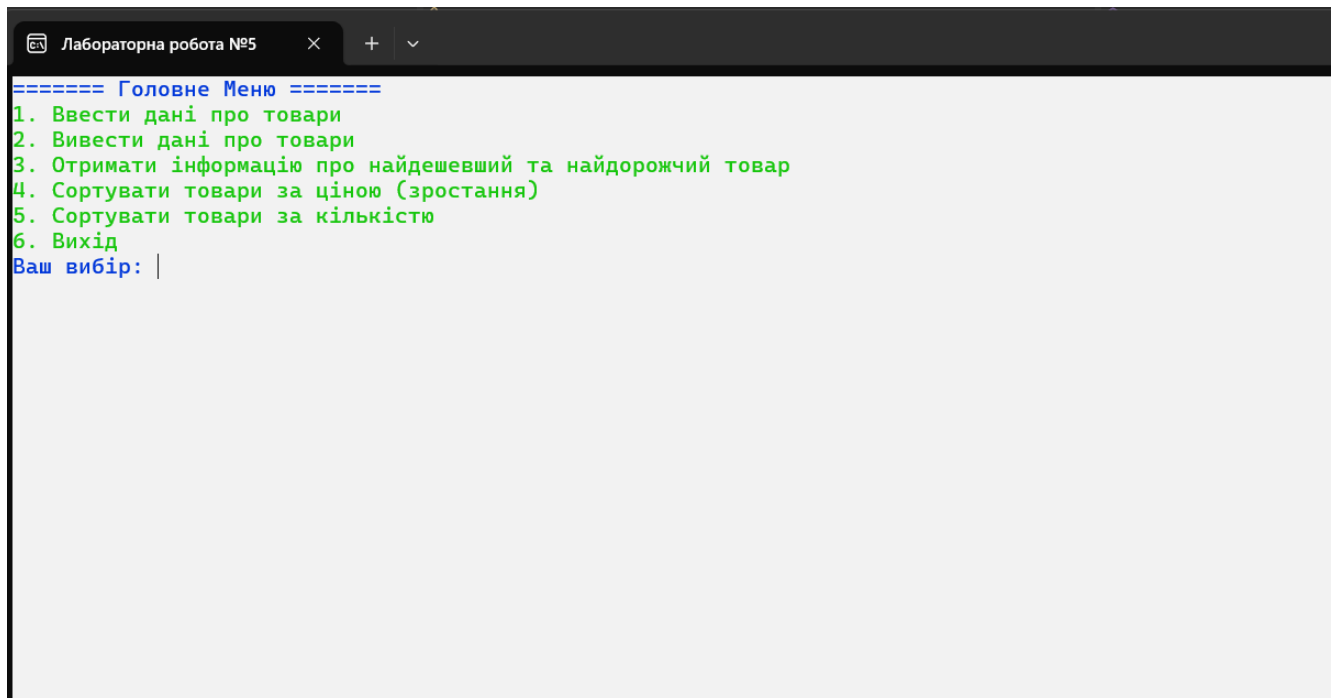 Лабораторна робота №5
======= Головне Меню =======
1. Ввести дані про товари
2. Вивести дані про товари
3. Отримати інформацію про найдешевший та найдорожчий товар
4. Сортувати товари за ціною (зростання)
5. Сортувати товари за кількістю
6. Вихід
Ваш вибір: